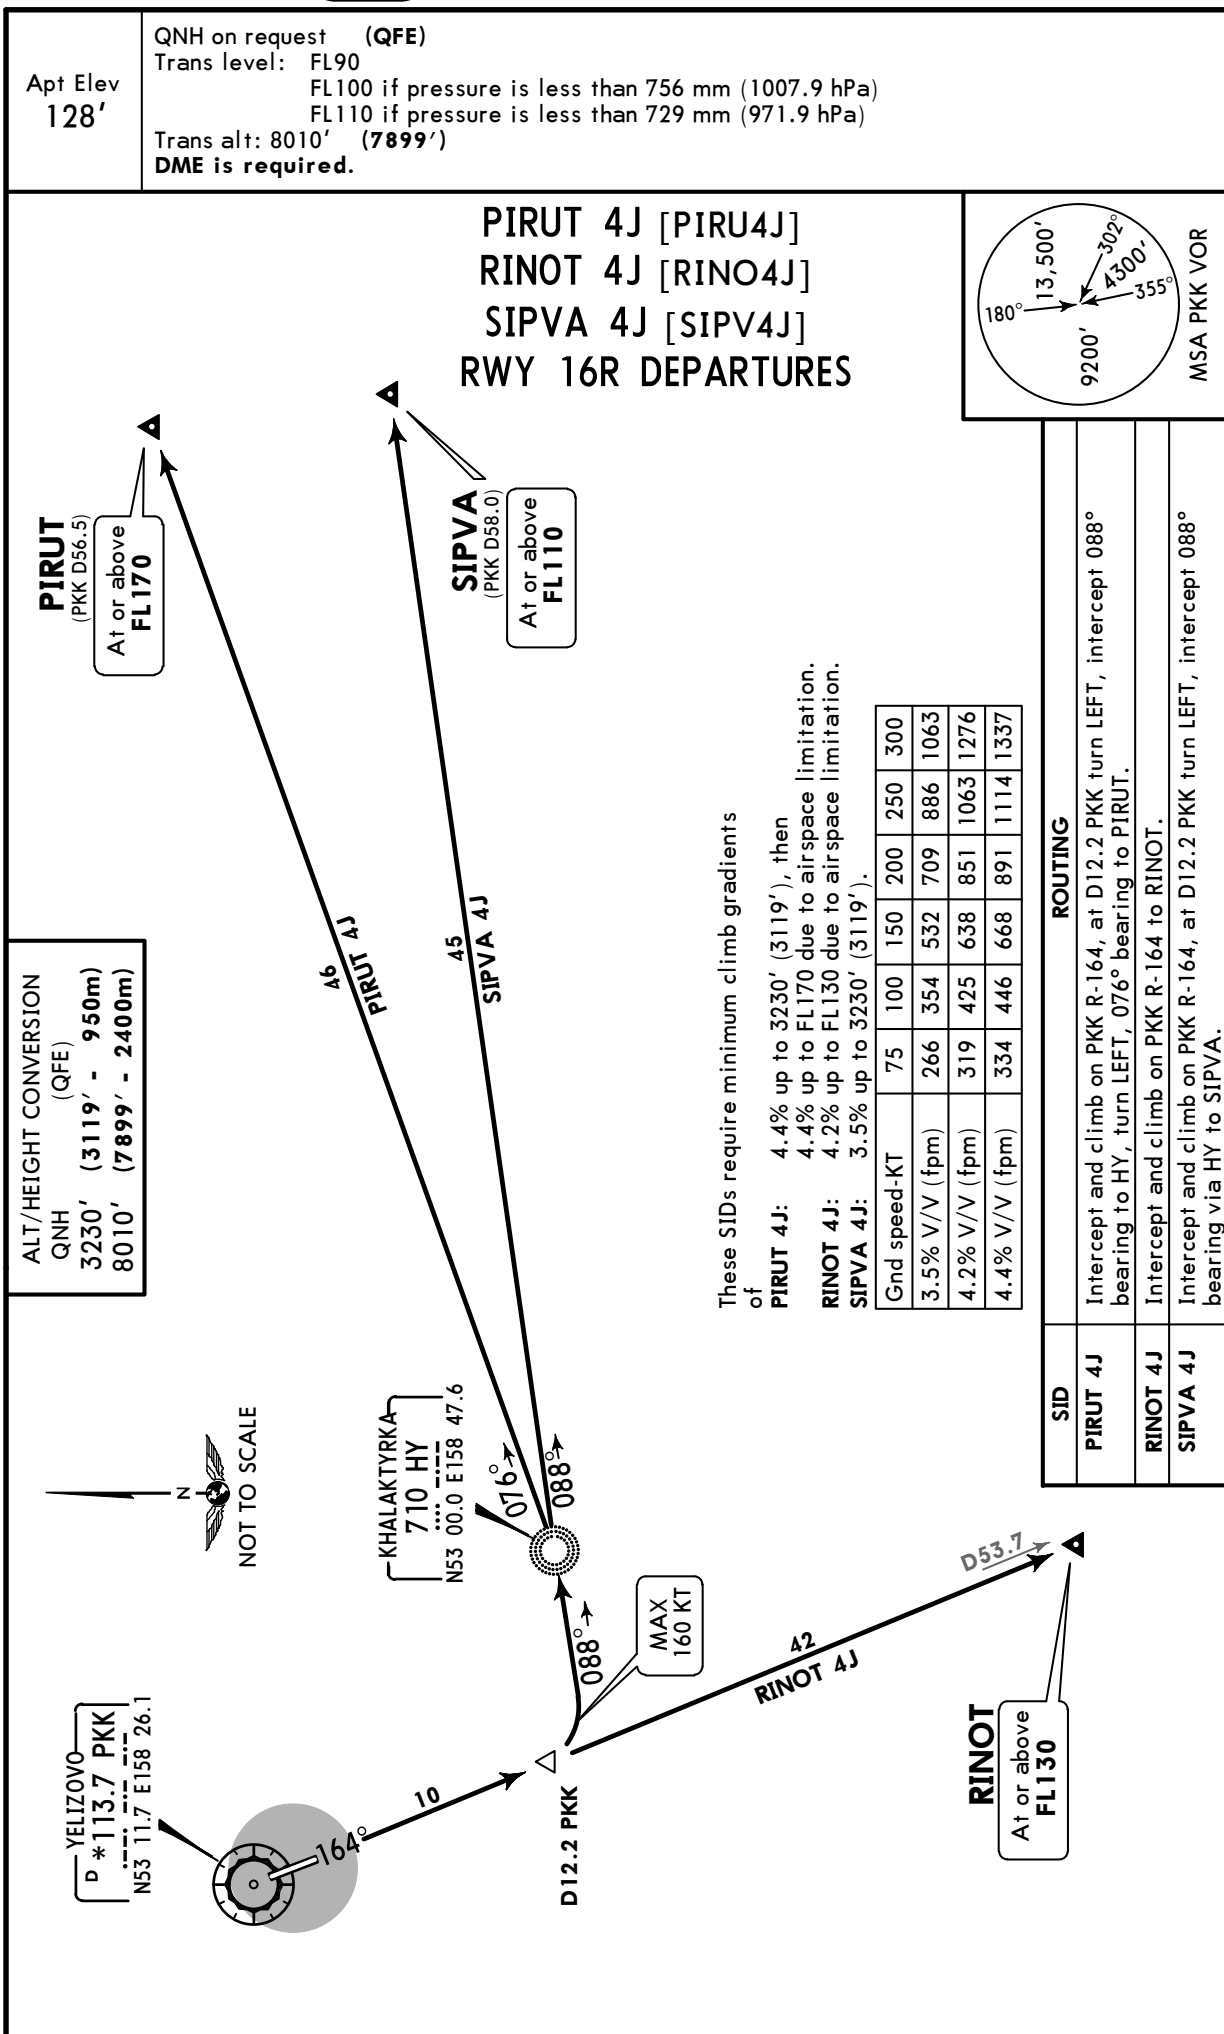 Apt Elev
128'
QNH on request (QFE)
Trans level: FL90
FL100 if pressure is less than 756 mm (1007.9 hPa)
FL110 if pressure is less than 729 mm (971.9 hPa)
Trans alt: 8010' (7899')
DME is required.
PIRUT 4J [PIRU4J]
RINOT 4J [RINO4J]
SIPVA 4J [SIPV4J]
RWY 16R DEPARTURES
180°
13,500'
302°
4300'
355°
9200'
MSA PKK VOR
PIRUT
(PKK D56.5)
At or above
FL170
SIPVA
(PKK D58.0)
At or above
FL110
46
PIRUT 4J
45
SIPVA 4J
ALT/HEIGHT CONVERSION
QNH (QFE)
3230' (3119' - 950m)
8010' (7899' - 2400m)
These SIDs require minimum climb gradients
of
PIRUT 4J: 4.4% up to 3230' (3119'), then
4.4% up to FL170 due to airspace limitation.
RINOT 4J: 4.2% up to FL130 due to airspace limitation.
SIPVA 4J: 3.5% up to 3230' (3119').
Gnd speed-KT 75 100 150 200 250 300
3.5% V/V (fpm) 266 354 532 709 886 1063
4.2% V/V (fpm) 319 425 638 851 1063 1276
4.4% V/V (fpm) 334 446 668 891 1114 1337
SID ROUTING
PIRUT 4J Intercept and climb on PKK R-164, at D12.2 PKK turn LEFT, intercept 088°
bearing to HY, turn LEFT, 076° bearing to PIRUT.
RINOT 4J Intercept and climb on PKK R-164 to RINOT.
SIPVA 4J Intercept and climb on PKK R-164, at D12.2 PKK turn LEFT, intercept 088°
bearing via HY to SIPVA.
N
NOT TO SCALE
KHALAKTYRKA
710 HY
N53 00.0 E158 47.6
076°
088°
088°
MAX
160 KT
D53.7
42
RINOT 4J
RINOT
At or above
FL130
YELIZOVO
D *113.7 PKK
N53 11.7 E158 26.1
164°
10
D12.2 PKK